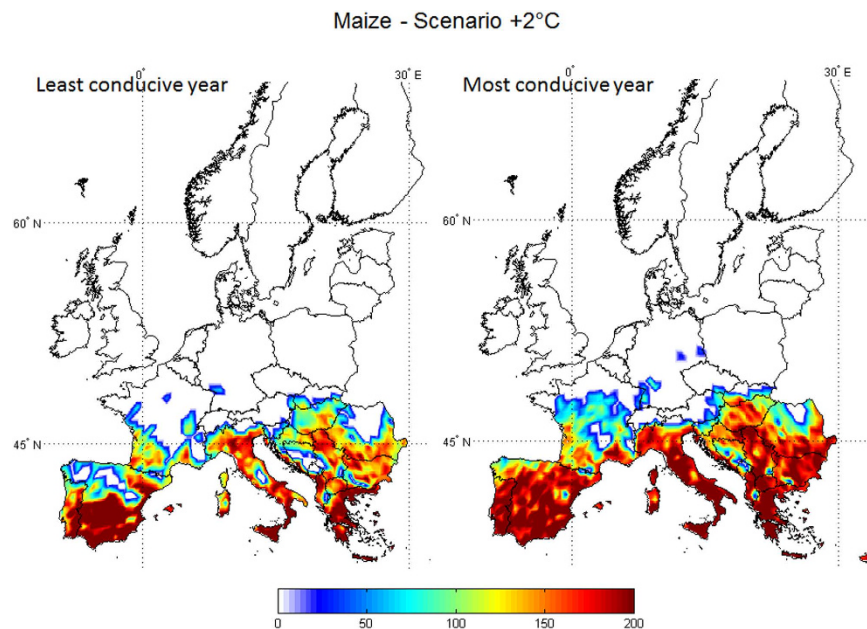 Maize - Scenario +2°C
Least conducive year
0°
30° E
Most conducive year
0°
30° E
60° N
60° N
45° N
45° N
0 50 100 150 200